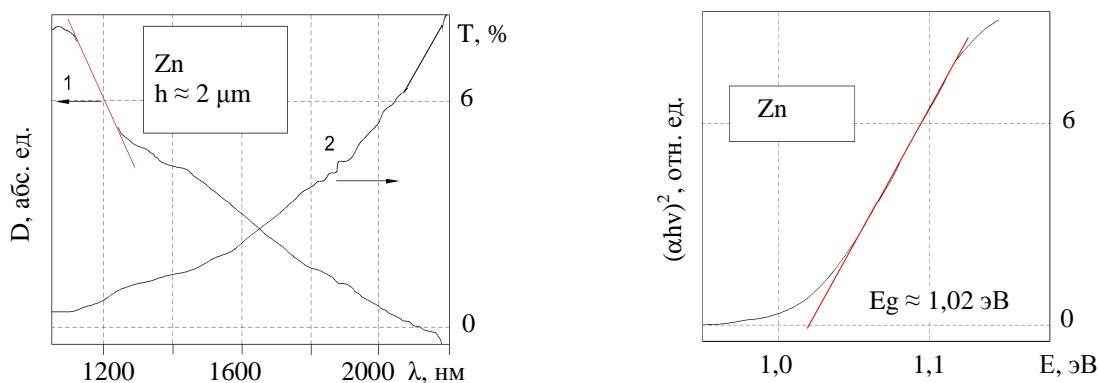 T, %
Zn
h ≈ 2 μm
1
6
2
D, абс. ед.
0
1200 1600 2000 λ, нм
Zn
6
(αhν)², отн. ед.
Eg ≈ 1,02 эВ
0
1,0 1,1 E, эВ